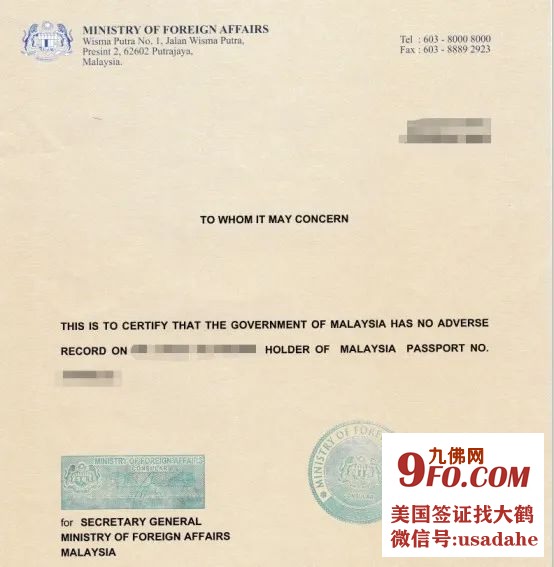 MINISTRY OF FOREIGN AFFAIRS
Wisma Putra No. 1, Jalan Wisma Putra,
Presint 2, 62602 Putrajaya,
Malaysia.
Tel : 603 - 8000 8000
Fax : 603 - 8889 2923
TO WHOM IT MAY CONCERN
THIS IS TO CERTIFY THAT THE GOVERNMENT OF MALAYSIA HAS NO ADVERSE
RECORD ON HOLDER OF MALAYSIA PASSPORT NO.
MINISTRY OF FOREIGN AFFAIRS
MINISTRY OF FOREIGN
for SECRETARY GENERAL
MINISTRY OF FOREIGN AFFAIRS
MALAYSIA
九佛网
9FO.COM
美国签证找大鹤
微信号:usadahe